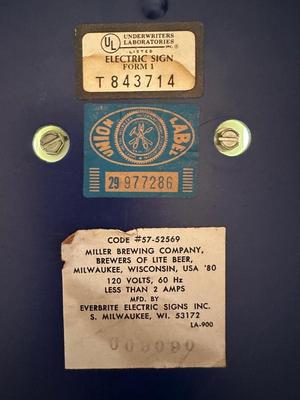 UNDERWRITERS
LABORATORIES INC.®
UL
LISTED
ELECTRIC SIGN
FORM 1
T 843714
UNION LABEL
29 977286
CODE #57-52569
MILLER BREWING COMPANY,
BREWERS OF LITE BEER,
MILWAUKEE, WISCONSIN, USA '80
120 VOLTS, 60 Hz
LESS THAN 2 AMPS
MFD. BY
EVERBRITE ELECTRIC SIGNS INC.
S. MILWAUKEE, WI. 53172
LA-900